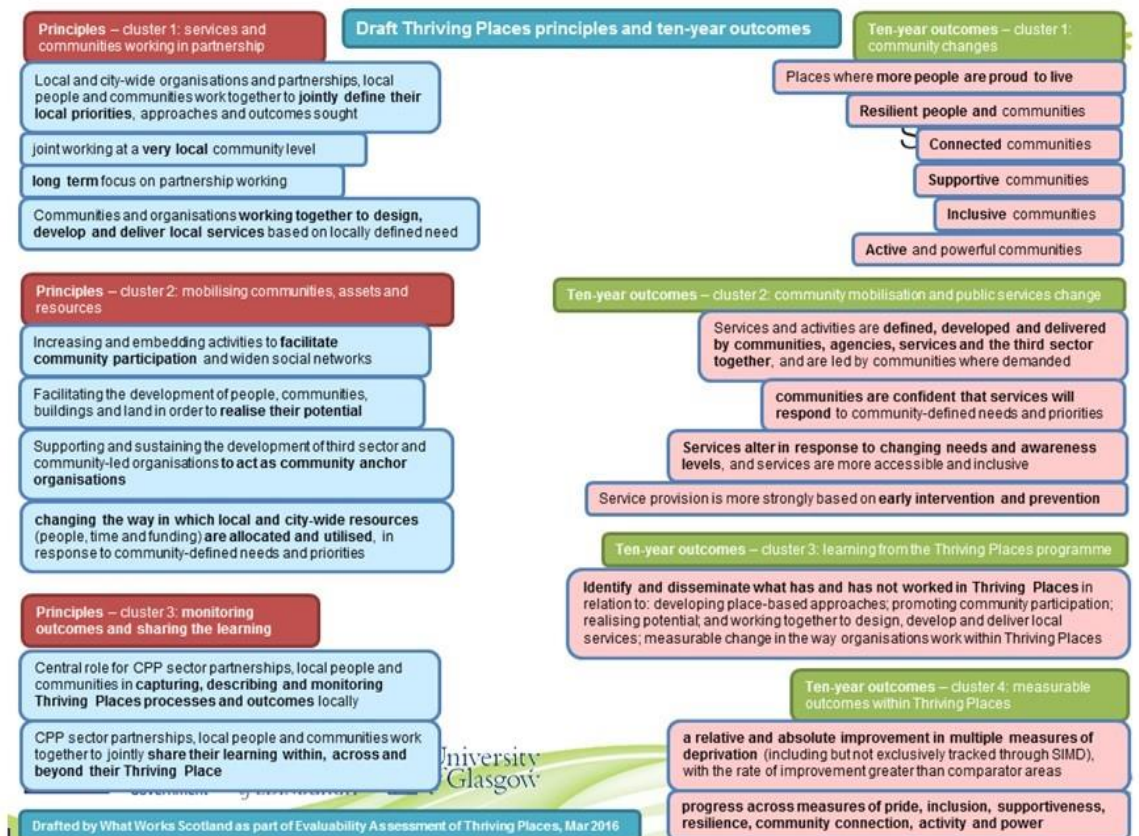 Draft Thriving Places principles and ten-year outcomes
Principles – cluster 1: services and
communities working in partnership
Local and city-wide organisations and partnerships, local
people and communities work together to jointly define their
local priorities, approaches and outcomes sought
joint working at a very local community level
long term focus on partnership working
Communities and organisations working together to design,
develop and deliver local services based on locally defined need
Principles – cluster 2: mobilising communities, assets and
resources
Increasing and embedding activities to facilitate
community participation and widen social networks
Facilitating the development of people, communities,
buildings and land in order to realise their potential
Supporting and sustaining the development of third sector and
community-led organisations to act as community anchor
organisations
changing the way in which local and city-wide resources
(people, time and funding) are allocated and utilised, in
response to community-defined needs and priorities
Principles – cluster 3: monitoring
outcomes and sharing the learning
Central role for CPP sector partnerships, local people and
communities in capturing, describing and monitoring
Thriving Places processes and outcomes locally
CPP sector partnerships, local people and communities work
together to jointly share their learning within, across and
beyond their Thriving Place
Drafted by What Works Scotland as part of Evaluability Assessment of Thriving Places, Mar 2016
Ten-year outcomes – cluster 1:
community changes
Places where more people are proud to live
Resilient people and communities
Connected communities
Supportive communities
Inclusive communities
Active and powerful communities
Ten-year outcomes – cluster 2: community mobilisation and public services change
Services and activities are defined, developed and delivered
by communities, agencies, services and the third sector
together, and are led by communities where demanded
communities are confident that services will
respond to community-defined needs and priorities
Services alter in response to changing needs and awareness
levels, and services are more accessible and inclusive
Service provision is more strongly based on early intervention and prevention
Ten-year outcomes – cluster 3: learning from the Thriving Places programme
Identify and disseminate what has and has not worked in Thriving Places in
relation to: developing place-based approaches; promoting community participation;
realising potential; and working together to design, develop and deliver local
services; measurable change in the way organisations work within Thriving Places
Ten-year outcomes – cluster 4: measurable
outcomes within Thriving Places
a relative and absolute improvement in multiple measures of
deprivation (including but not exclusively tracked through SIMD),
with the rate of improvement greater than comparator areas
progress across measures of pride, inclusion, supportiveness,
resilience, community connection, activity and power
University
of Glasgow